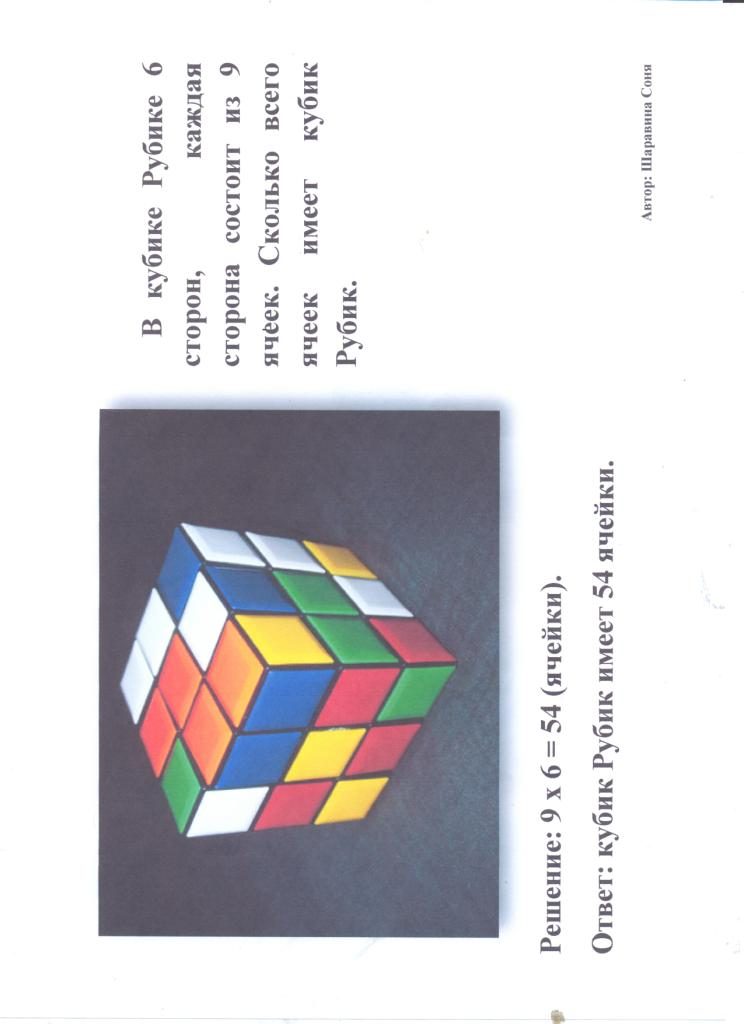 В кубике Рубике 6
сторон, каждая
сторона состоит из 9
ячеек. Сколько всего
ячеек имеет кубик
Рубик.
Решение: 9 х 6 = 54 (ячейки).
Ответ: кубик Рубик имеет 54 ячейки.
Автор: Шаравина Соня